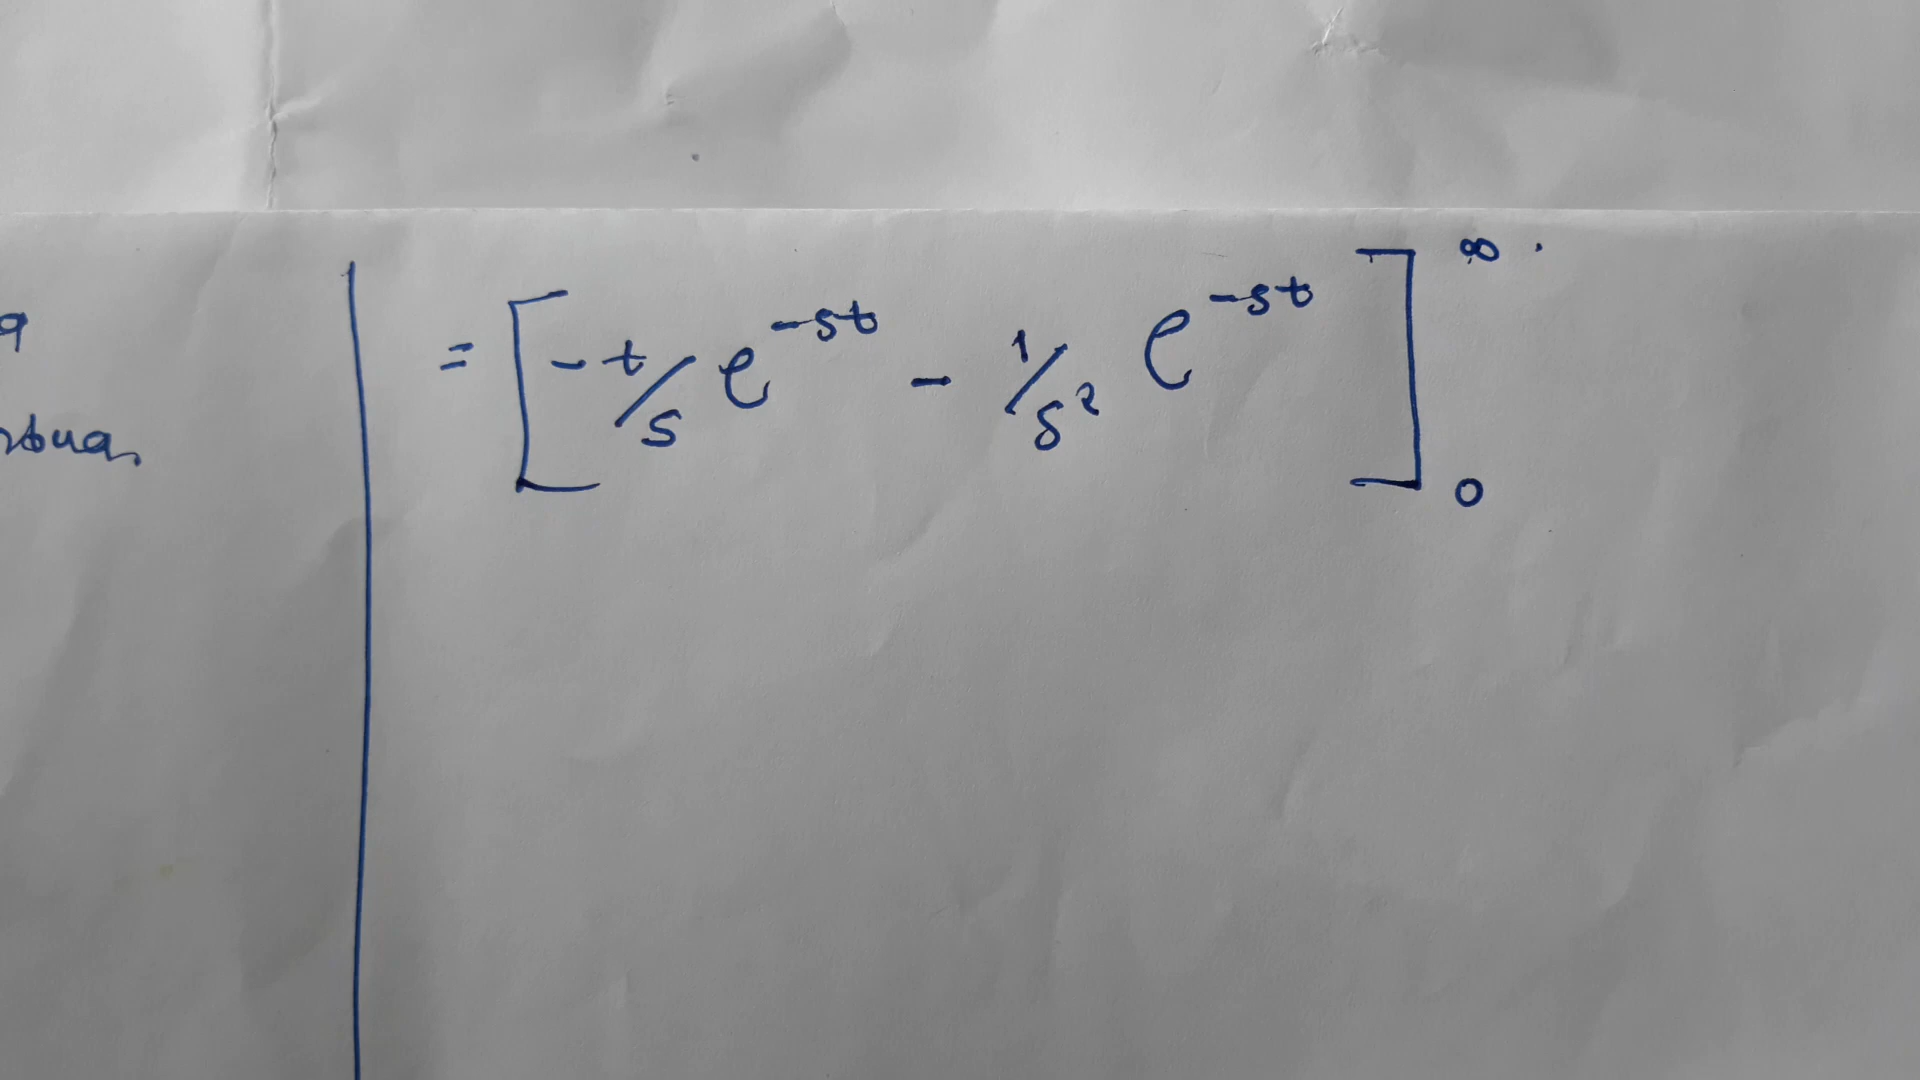 = [-t/s e^{-st} - 1/s² e^{-st}]₀^∞